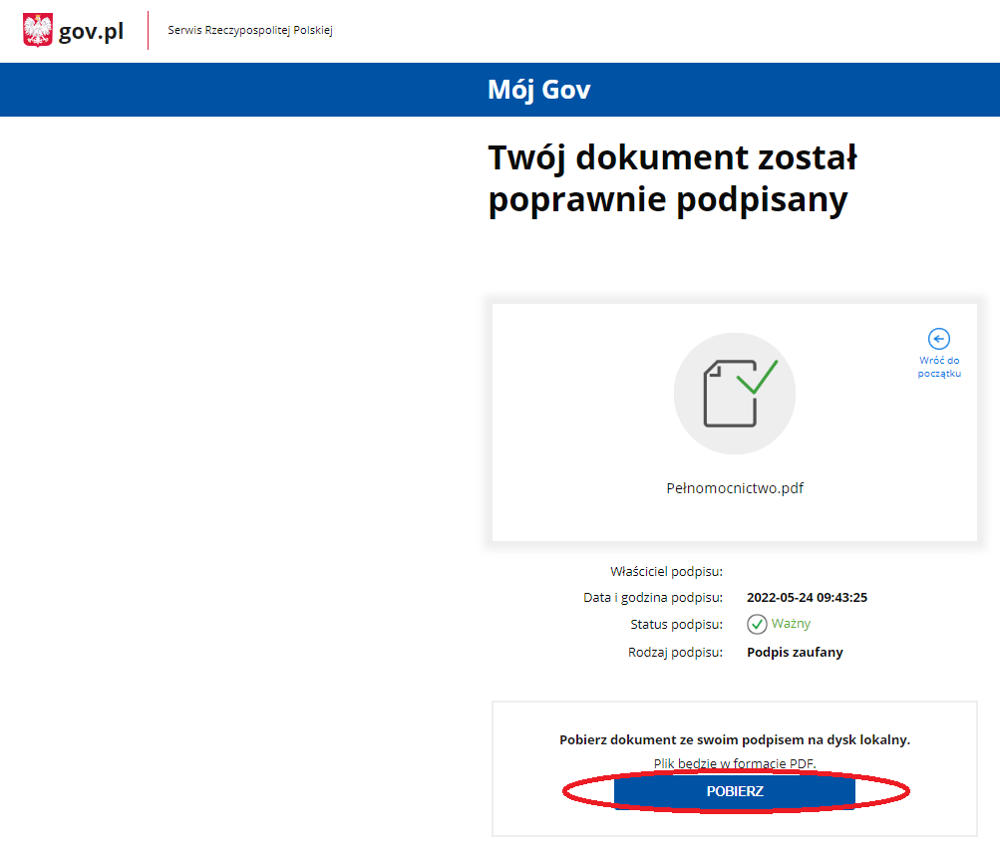 gov.pl
Serwis Rzeczypospolitej Polskiej
Mój Gov
Twój dokument został
poprawnie podpisany
Wróć do
początku
Pełnomocnictwo.pdf
Właściciel podpisu:
Data i godzina podpisu: 2022-05-24 09:43:25
Status podpisu: Ważny
Rodzaj podpisu: Podpis zaufany
Pobierz dokument ze swoim podpisem na dysk lokalny.
Plik będzie w formacie PDF.
POBIERZ